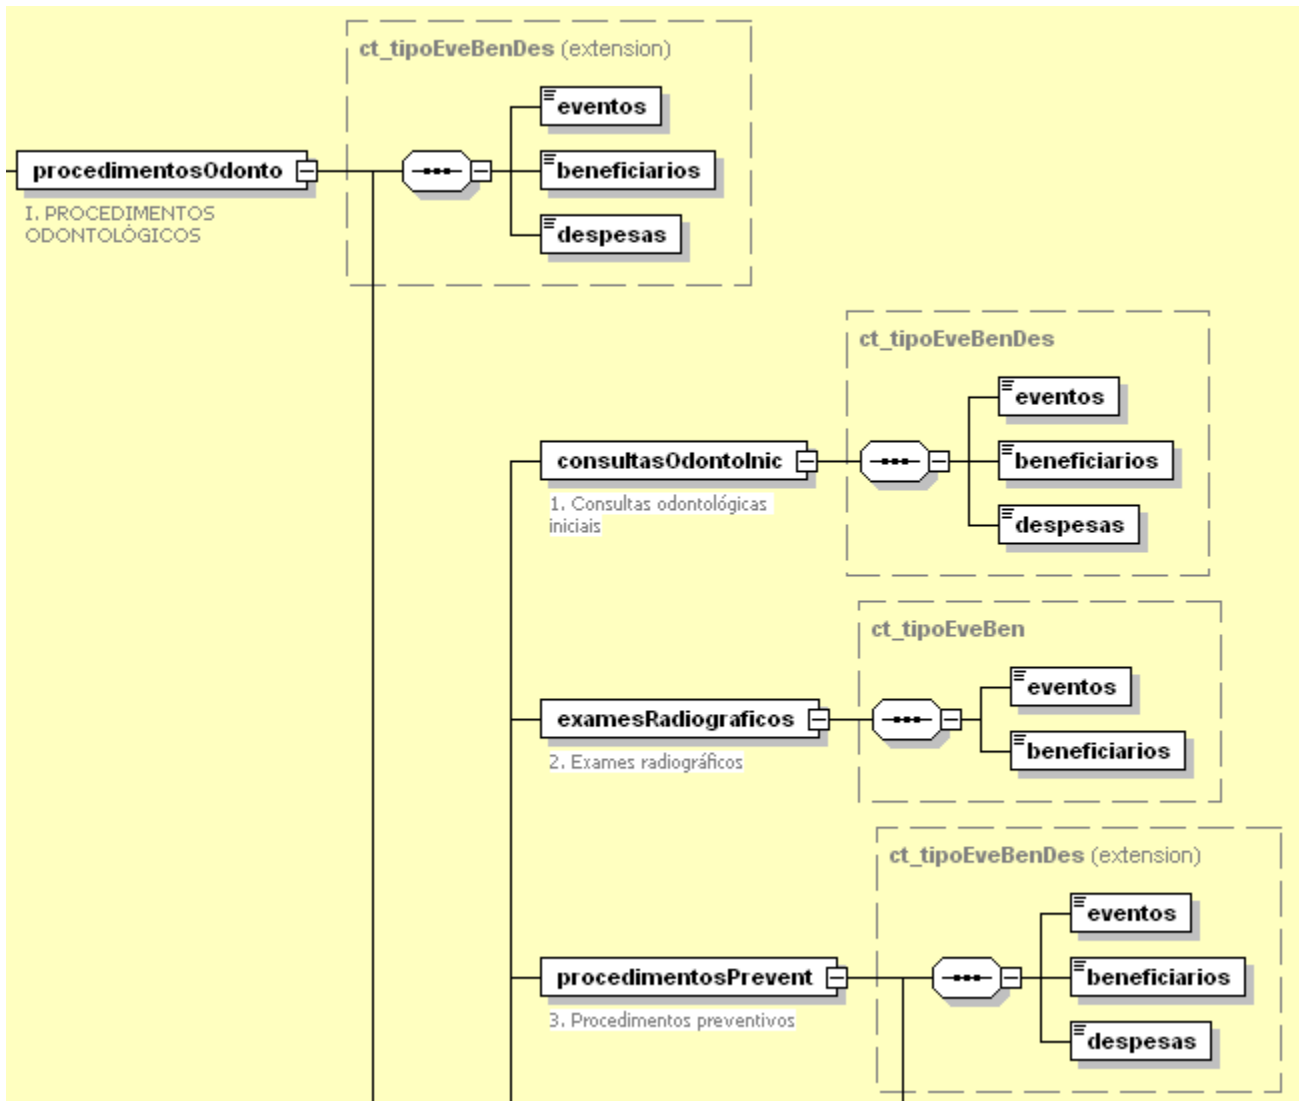 ct_tipoEveBenDes (extension)
eventos
procedimentosOdonto
beneficiarios
I. PROCEDIMENTOS
ODONTOLÓGICOS
despesas
ct_tipoEveBenDes
eventos
consultasOdontoInic
beneficiarios
1. Consultas odontológicas
iniciais
despesas
ct_tipoEveBen
eventos
examesRadiograficos
beneficiarios
2. Exames radiográficos
ct_tipoEveBenDes (extension)
eventos
procedimentosPrevent
beneficiarios
3. Procedimentos preventivos
despesas